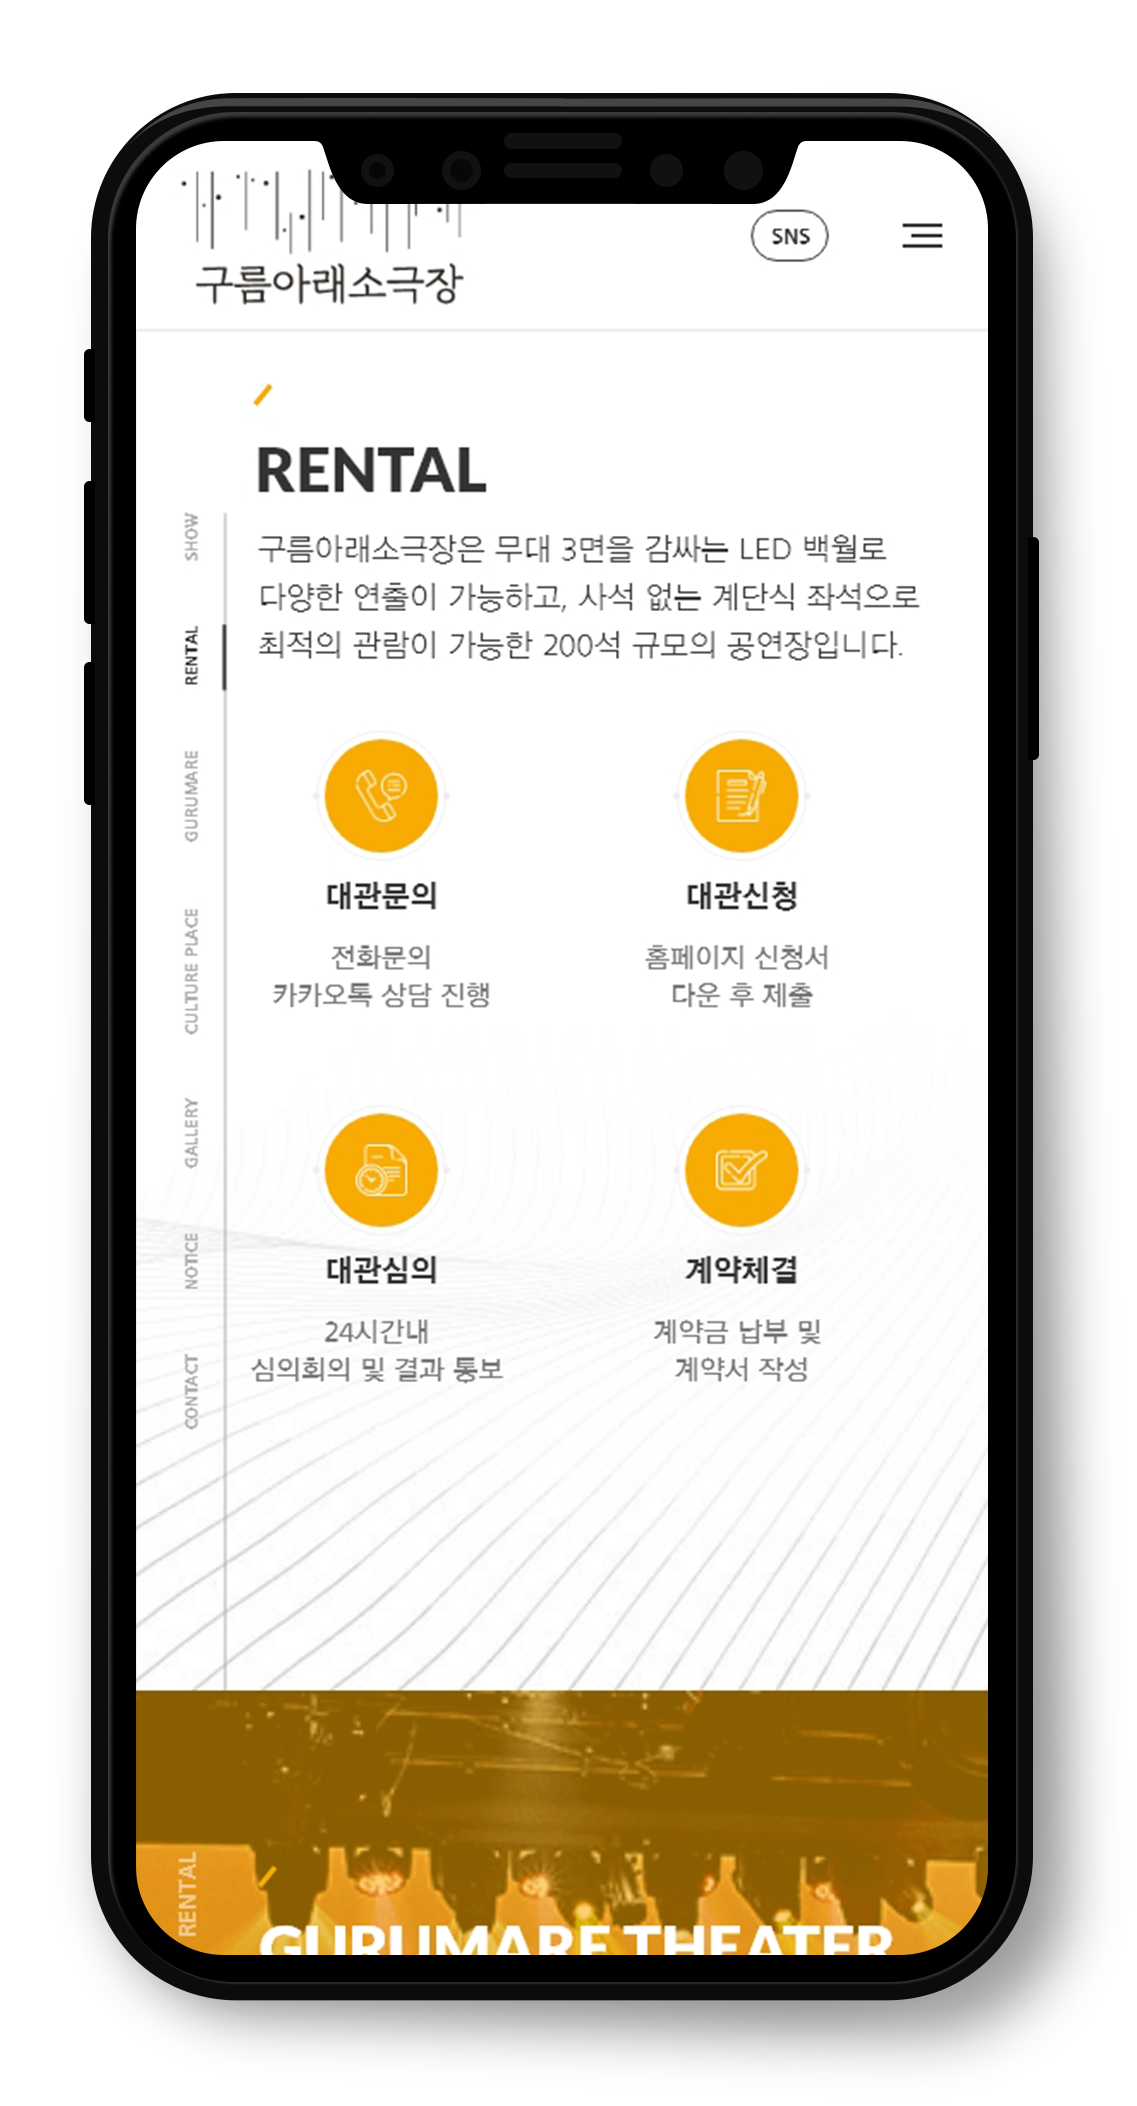 구름아래소극장
SNS
RENTAL
구름아래소극장은 무대 3면을 감싸는 LED 백월로
다양한 연출이 가능하고, 사석 없는 계단식 좌석으로
최적의 관람이 가능한 200석 규모의 공연장입니다.
SHOW
RENTAL
GURUMARE
CULTURE PLACE
GALLERY
NOTICE
CONTACT
대관문의
전화문의
카카오톡 상담 진행
대관신청
홈페이지 신청서
다운 후 제출
대관심의
24시간내
심의회의 및 결과 통보
계약체결
계약금 납부 및
계약서 작성
RENTAL
GURUMARE THEATER